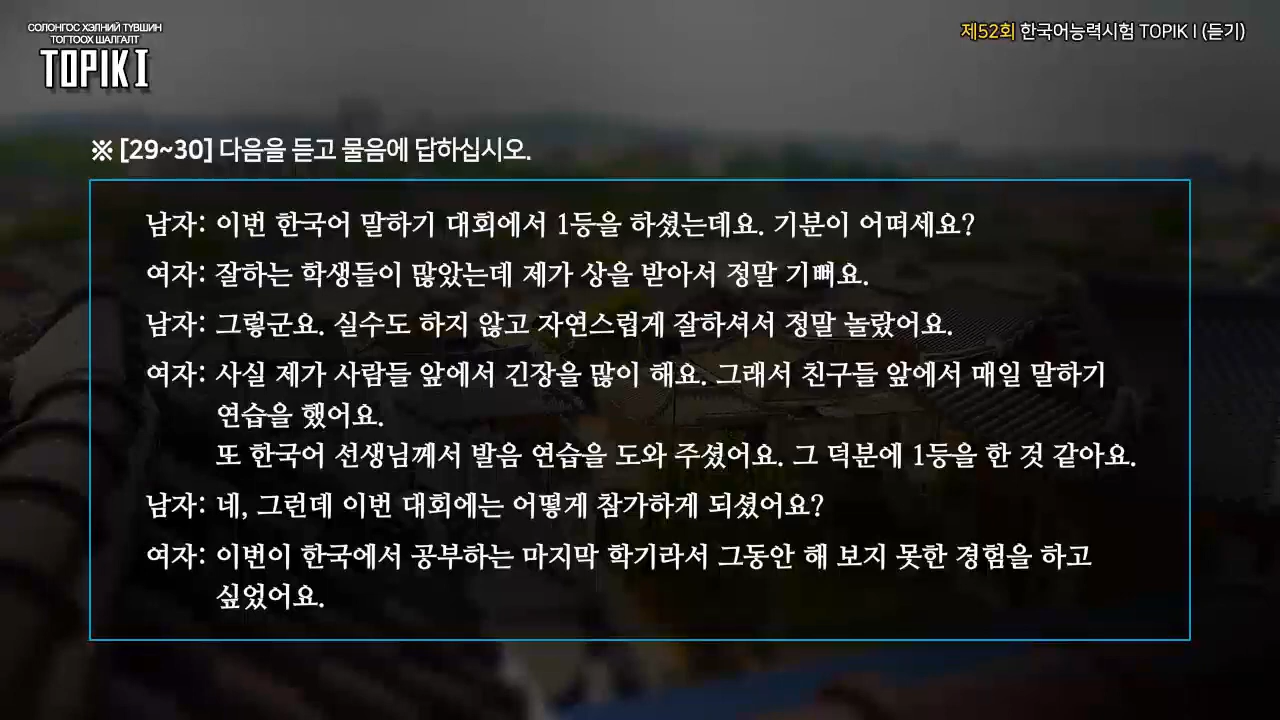 СОЛОНГОС ХЭЛНИЙ ТҮВШИН
ТОГТООХ ШАЛГАЛТ
TOPIK I
제52회 한국어능력시험 TOPIK I (듣기)
※ [29~30] 다음을 듣고 물음에 답하십시오.
남자: 이번 한국어 말하기 대회에서 1등을 하셨는데요. 기분이 어떠세요?
여자: 잘하는 학생들이 많았는데 제가 상을 받아서 정말 기뻐요.
남자: 그렇군요. 실수도 하지 않고 자연스럽게 잘하셔서 정말 놀랐어요.
여자: 사실 제가 사람들 앞에서 긴장을 많이 해요. 그래서 친구들 앞에서 매일 말하기
연습을 했어요.
또 한국어 선생님께서 발음 연습을 도와 주셨어요. 그 덕분에 1등을 한 것 같아요.
남자: 네, 그런데 이번 대회에는 어떻게 참가하게 되셨어요?
여자: 이번이 한국에서 공부하는 마지막 학기라서 그동안 해 보지 못한 경험을 하고
싶었어요.